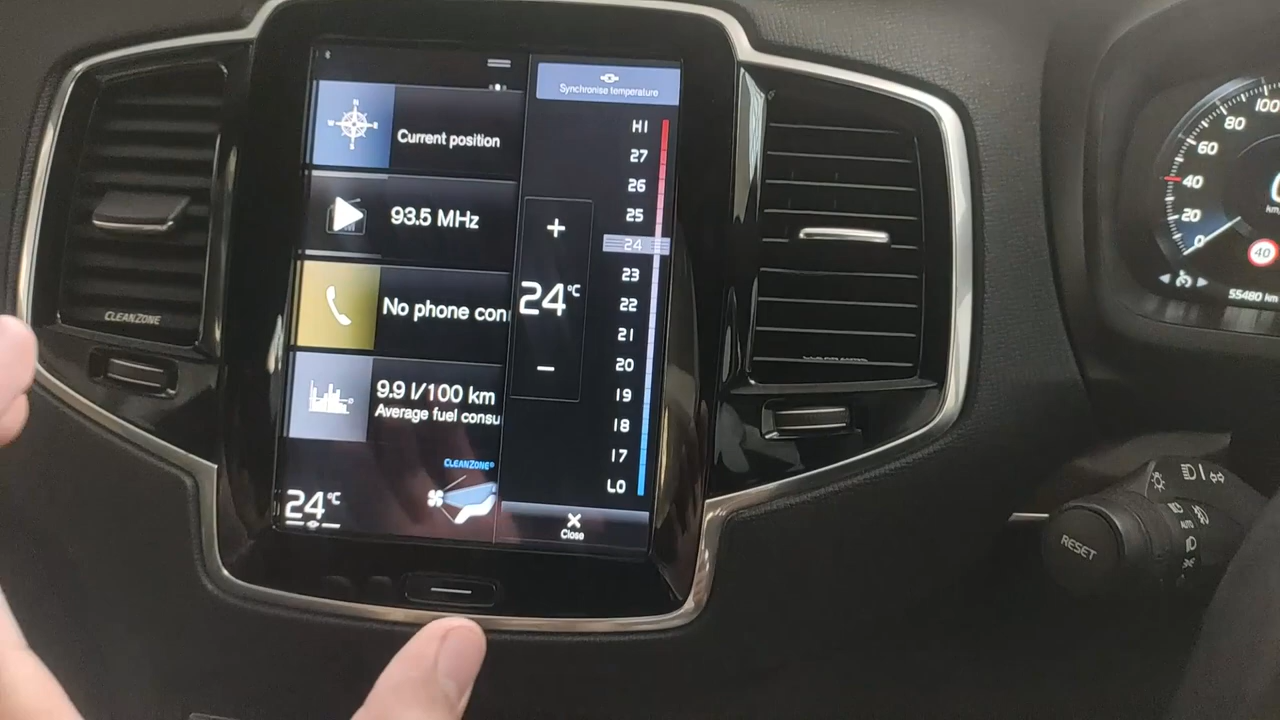 Synchronise temperature
N
W
E
S
Current position
93.5 MHz
No phone con
9.9 l/100 km
Average fuel consu
CLEANZONE®
24°C
+
24°C
−
HI
27
26
25
24
23
22
21
20
19
18
17
LO
Close
CLEANZONE
100
80
60
40
20
0
km
40
55480 km
RESET
AUTO